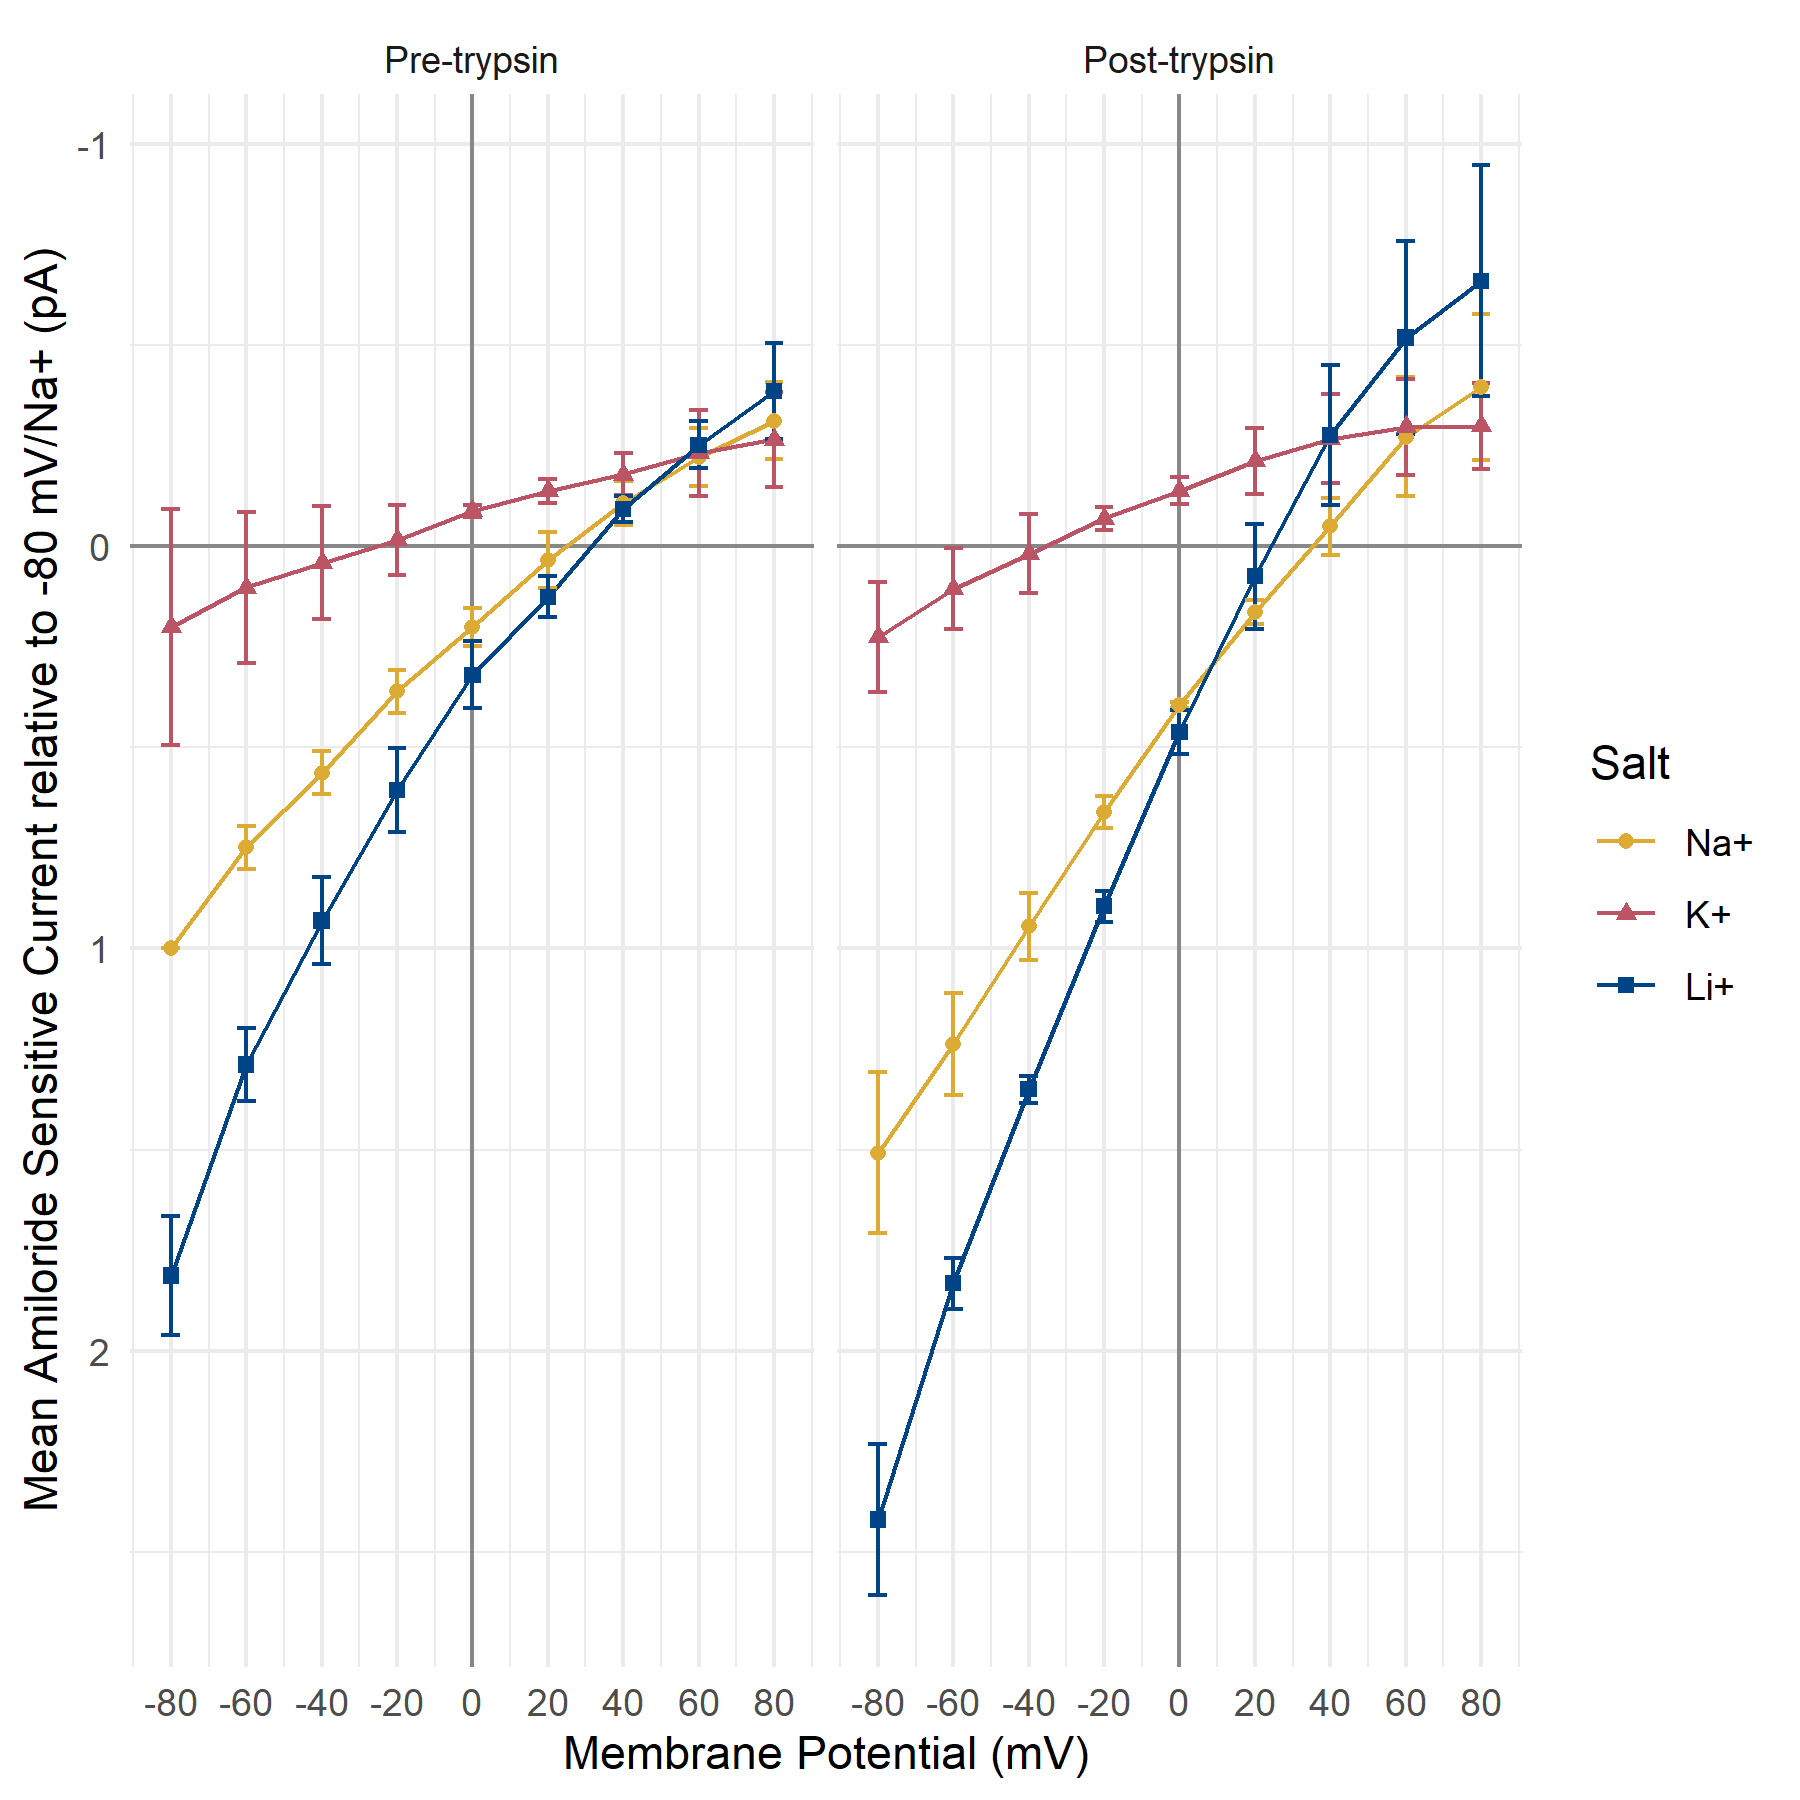 Pre-trypsin Post-trypsin
Mean Amiloride Sensitive Current relative to -80 mV/Na+ (pA)
-1
0
1
2
Salt
Na+
K+
Li+
-80 -60 -40 -20 0 20 40 60 80 -80 -60 -40 -20 0 20 40 60 80
Membrane Potential (mV)